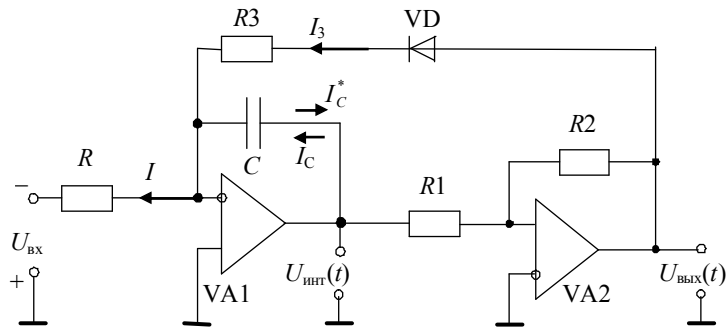 R3
I₃
VD
I*C
IC
C
R
I
–
R1
R2
Uвх
+
VA1
Uинт(t)
VA2
Uвых(t)